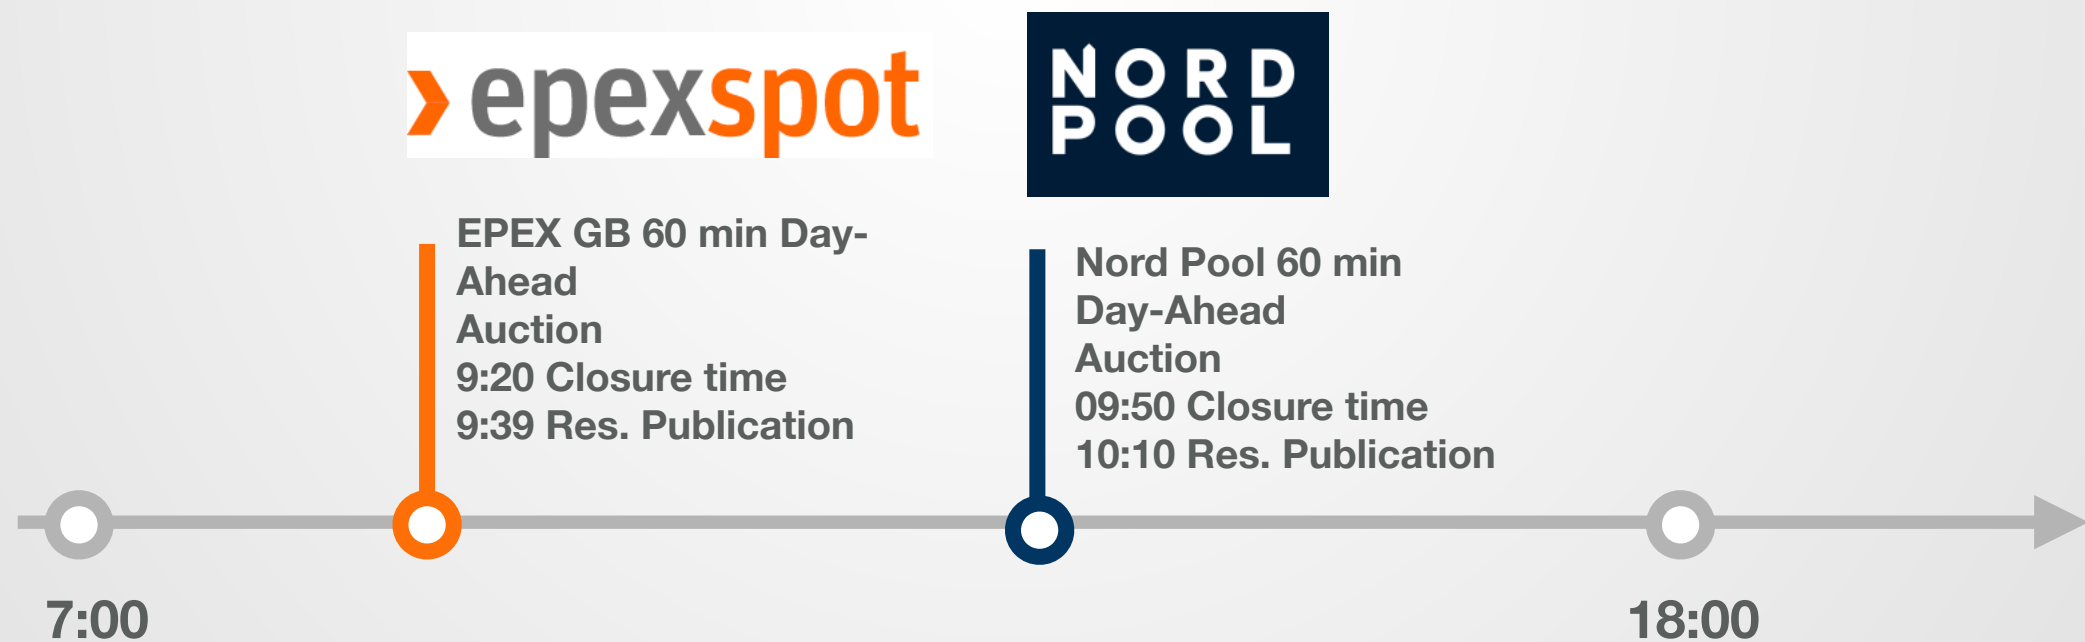 epexspot
NORD
POOL
EPEX GB 60 min Day-
Ahead
Auction
9:20 Closure time
9:39 Res. Publication
Nord Pool 60 min
Day-Ahead
Auction
09:50 Closure time
10:10 Res. Publication
7:00
18:00